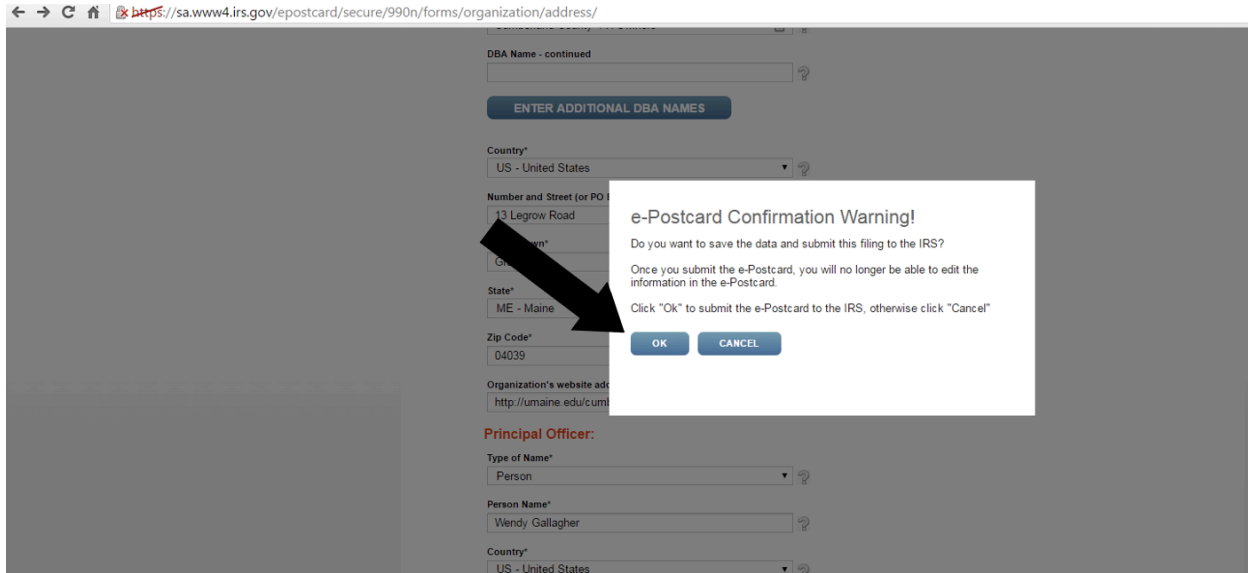 https://sa.www4.irs.gov/epostcard/secure/990n/forms/organization/address/
DBA Name - continued
ENTER ADDITIONAL DBA NAMES
Country*
US - United States
Number and Street (or PO
13 Legrow Road
State*
ME - Maine
Zip Code*
04039
Organization's website
http://umaine.edu/
Principal Officer:
Type of Name*
Person
Person Name*
Wendy Gallagher
Country*
US - United States
e-Postcard Confirmation Warning!
Do you want to save the data and submit this filing to the IRS?
Once you submit the e-Postcard, you will no longer be able to edit the
information in the e-Postcard.
Click "Ok" to submit the e-Postcard to the IRS, otherwise click "Cancel"
OK CANCEL